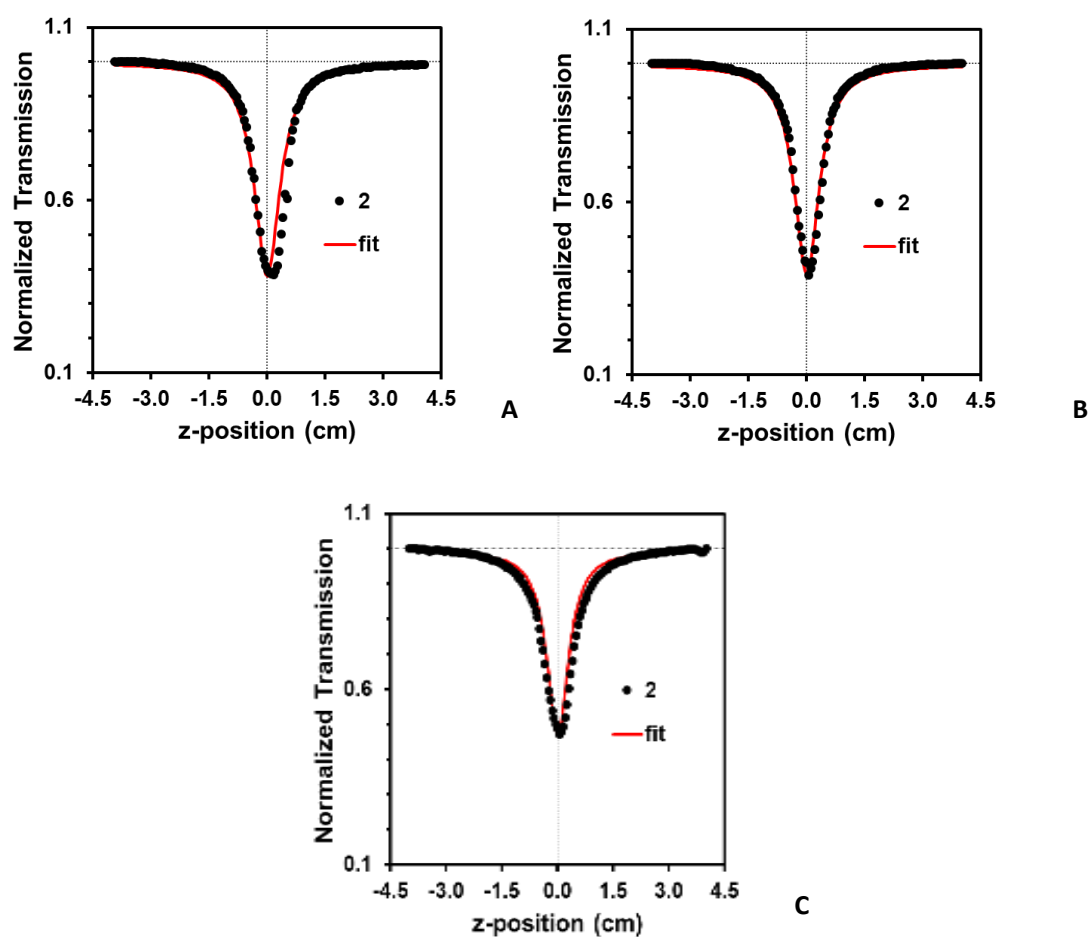 1.1
0.6
0.1
Normalized Transmission
2
fit
-4.5 -3.0 -1.5 0.0 1.5 3.0 4.5
z-position (cm)
A
1.1
0.6
0.1
Normalized Transmission
2
fit
-4.5 -3.0 -1.5 0.0 1.5 3.0 4.5
z-position (cm)
B
1.1
0.6
0.1
Normalized Transmission
2
fit
-4.5 -3.0 -1.5 0.0 1.5 3.0 4.5
z-position (cm)
C